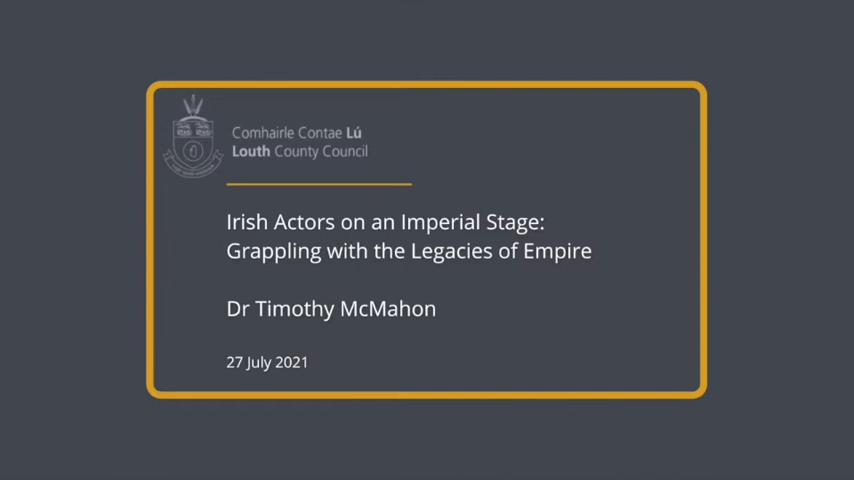 Comhairle Contae Lú
Louth County Council
Irish Actors on an Imperial Stage:
Grappling with the Legacies of Empire
Dr Timothy McMahon
27 July 2021